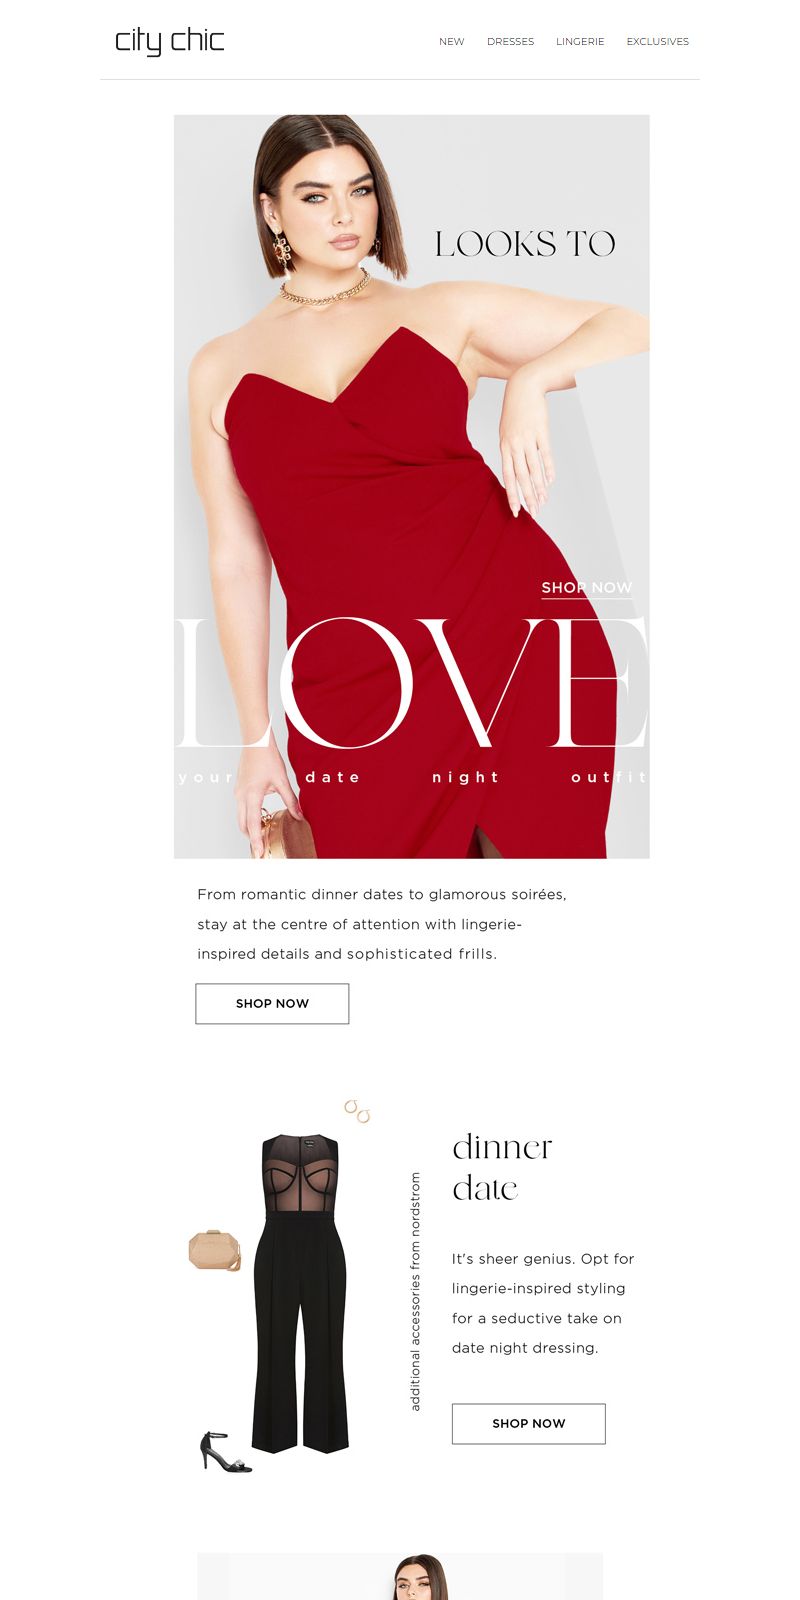 city chic
NEW DRESSES LINGERIE EXCLUSIVES
LOOKS TO
SHOP NOW
LOVE
your date night outfit
From romantic dinner dates to glamorous soirées,
stay at the centre of attention with lingerie-
inspired details and sophisticated frills.
SHOP NOW
additional accessories from nordstrom
dinner
date
It's sheer genius. Opt for
lingerie-inspired styling
for a seductive take on
date night dressing.
SHOP NOW